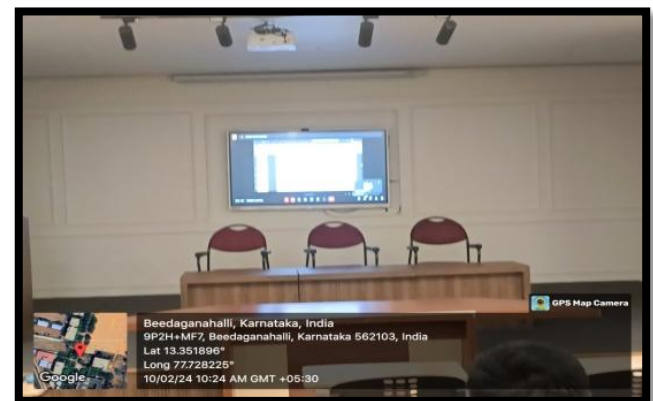 GPS Map Camera
Beedaganahalli, Karnataka, India
9P2H+MF7, Beedaganahalli, Karnataka 562103, India
Lat 13.351896°
Long 77.728225°
10/02/24 10:24 AM GMT +05:30
Google